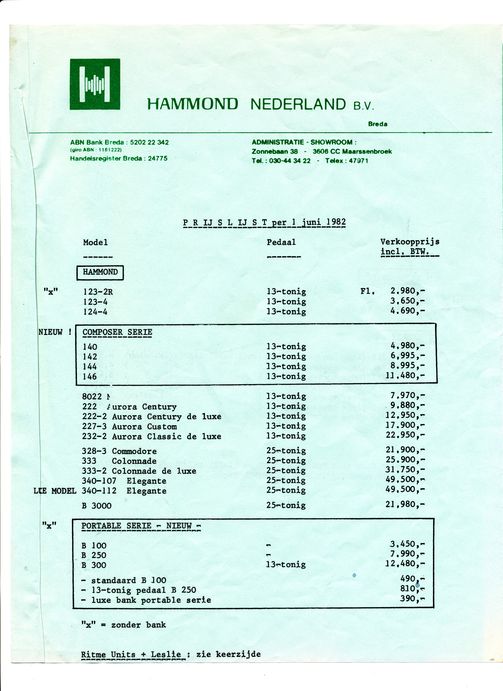 HAMMOND NEDERLAND B.V.
Breda
ABN Bank Breda : 5202 22 342
(giro ABN : 1151222)
Handelsregister Breda : 24775
ADMINISTRATIE - SHOWROOM :
Zonnebaan 38 - 3606 CC Maarssenbroek
Tel. : 030-44 34 22 - Telex : 47971
P R IJ S L IJ S T per 1 juni 1982
Model Pedaal Verkoopprijs
incl. BTW.
HAMMOND
"x" 123-2R 13-tonig Fl. 2.980,-
123-4 13-tonig 3.650,-
124-4 13-tonig 4.690,-
NIEUW ! COMPOSER SERIE
140 13-tonig 4,980,-
142 13-tonig 6,995,-
144 13-tonig 8,995,-
146 13-tonig 11,480,-
8022 13-tonig 7,970,-
222 Aurora Century 13-tonig 9,880,-
222-2 Aurora Century de luxe 13-tonig 12,950,-
227-3 Aurora Custom 13-tonig 17.900,-
232-2 Aurora Classic de luxe 13-tonig 22.950,-
328-3 Commodore 25-tonig 21,900,-
333 Colonnade 25-tonig 25.900,-
333-2 Colonnade de luxe 25-tonig 31.750,-
340-107 Elegante 25-tonig 49,500,-
MODEL 340-112 Elegante 25-tonig 49,500,-
B 3000 25-tonig 21,980,-
"x" PORTABLE SERIE - NIEUW -
B 100 - 3,450,-
B 250 - 7,990,-
B 300 13-tonig 12,480,-
- standaard B 100 490,-
- 13-tonig pedaal B 250 810,-
- luxe bank portable serie 390,-
"x" = zonder bank
Ritme Units + Leslie : zie keerzijde